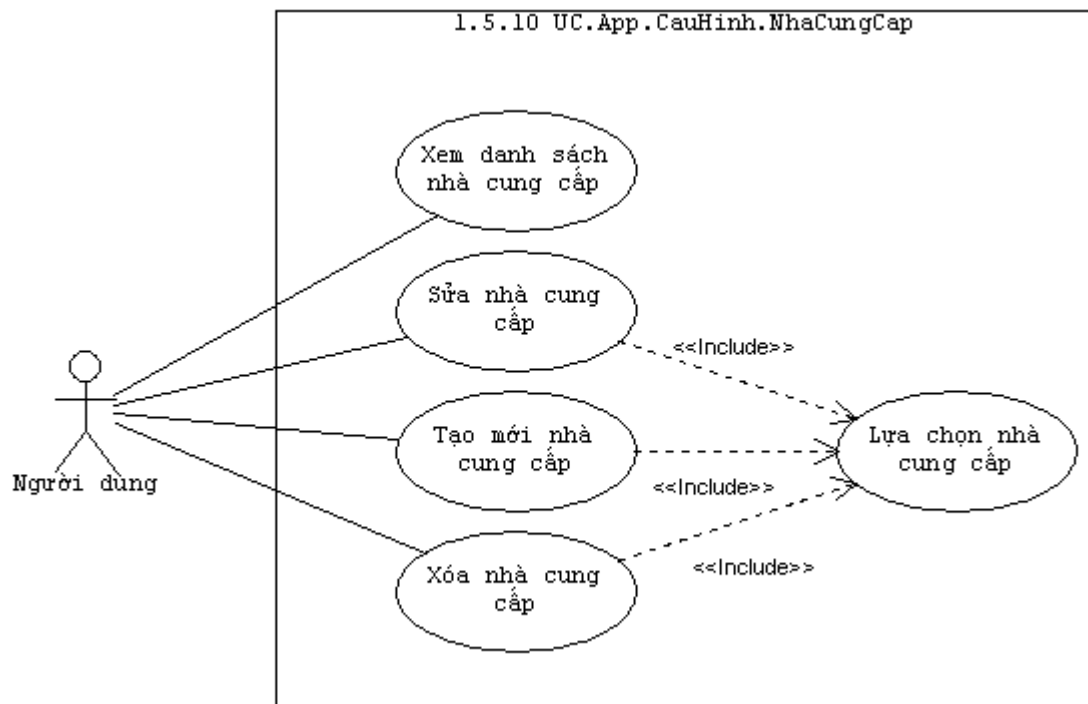 1.5.10 UC.App.CauHinh.NhaCungCap
Xem danh sách
nhà cung cấp
Sửa nhà cung
cấp
<<Include>>
Tạo mới nhà
cung cấp
Lựa chọn nhà
cung cấp
Người dùng
<<Include>>
Xóa nhà cung
cấp
<<Include>>